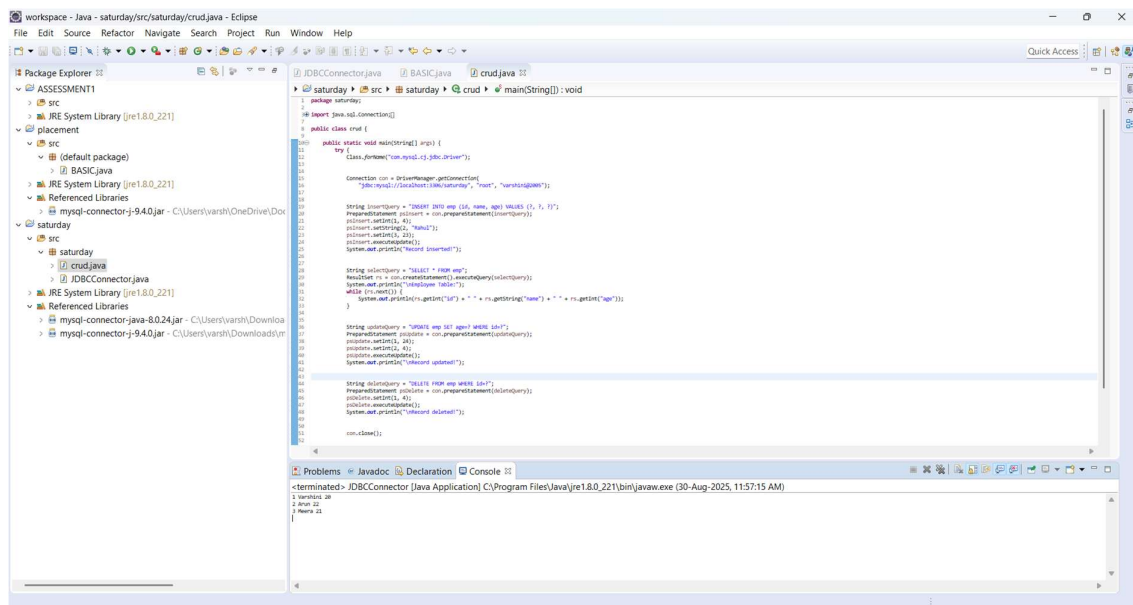 workspace - Java - saturday/src/saturday/crud.java - Eclipse
File Edit Source Refactor Navigate Search Project Run Window Help
Quick Access
Package Explorer
ASSESSMENT1
src
JRE System Library [jre1.8.0_221]
placement
src
(default package)
BASIC.java
JRE System Library [jre1.8.0_221]
Referenced Libraries
mysql-connector-j-9.4.0.jar - C:\Users\varsh\OneDrive\Doc
saturday
src
saturday
crud.java
JDBCConnector.java
JRE System Library [jre1.8.0_221]
Referenced Libraries
mysql-connector-java-8.0.24.jar - C:\Users\varsh\Downloa
mysql-connector-j-9.4.0.jar - C:\Users\varsh\Downloads\m
JDBCConnector.java BASIC.java crud.java
saturday src saturday crud main(String[]) : void
package saturday;
import java.sql.Connection;
public class crud {
public static void main(String[] args) {
try {
Class.forName("com.mysql.cj.jdbc.Driver");
Connection con = DriverManager.getConnection(
"jdbc:mysql://localhost:3306/saturday", "root", "varshini@2005");
String insertQuery = "INSERT INTO emp (id, name, age) VALUES (?, ?, ?)";
PreparedStatement psInsert = con.prepareStatement(insertQuery);
psInsert.setInt(1, 4);
psInsert.setString(2, "Rahul");
psInsert.setInt(3, 23);
psInsert.executeUpdate();
System.out.println("Record inserted!");
String selectQuery = "SELECT * FROM emp";
ResultSet rs = con.createStatement().executeQuery(selectQuery);
System.out.println("\nEmployee Table:");
while (rs.next()) {
System.out.println(rs.getInt("id") + " " + rs.getString("name") + " " + rs.getInt("age"));
}
String updateQuery = "UPDATE emp SET age=? WHERE id=?";
PreparedStatement psUpdate = con.prepareStatement(updateQuery);
psUpdate.setInt(1, 24);
psUpdate.setInt(2, 4);
psUpdate.executeUpdate();
System.out.println("\nRecord updated!");
String deleteQuery = "DELETE FROM emp WHERE id=?";
PreparedStatement psDelete = con.prepareStatement(deleteQuery);
psDelete.setInt(1, 4);
psDelete.executeUpdate();
System.out.println("\nRecord deleted!");
con.close();
Problems Javadoc Declaration Console
<terminated> JDBCConnector [Java Application] C:\Program Files\Java\jre1.8.0_221\bin\javaw.exe (30-Aug-2025, 11:57:15 AM)
1 Varshini 20
2 Arun 22
3 Meera 21